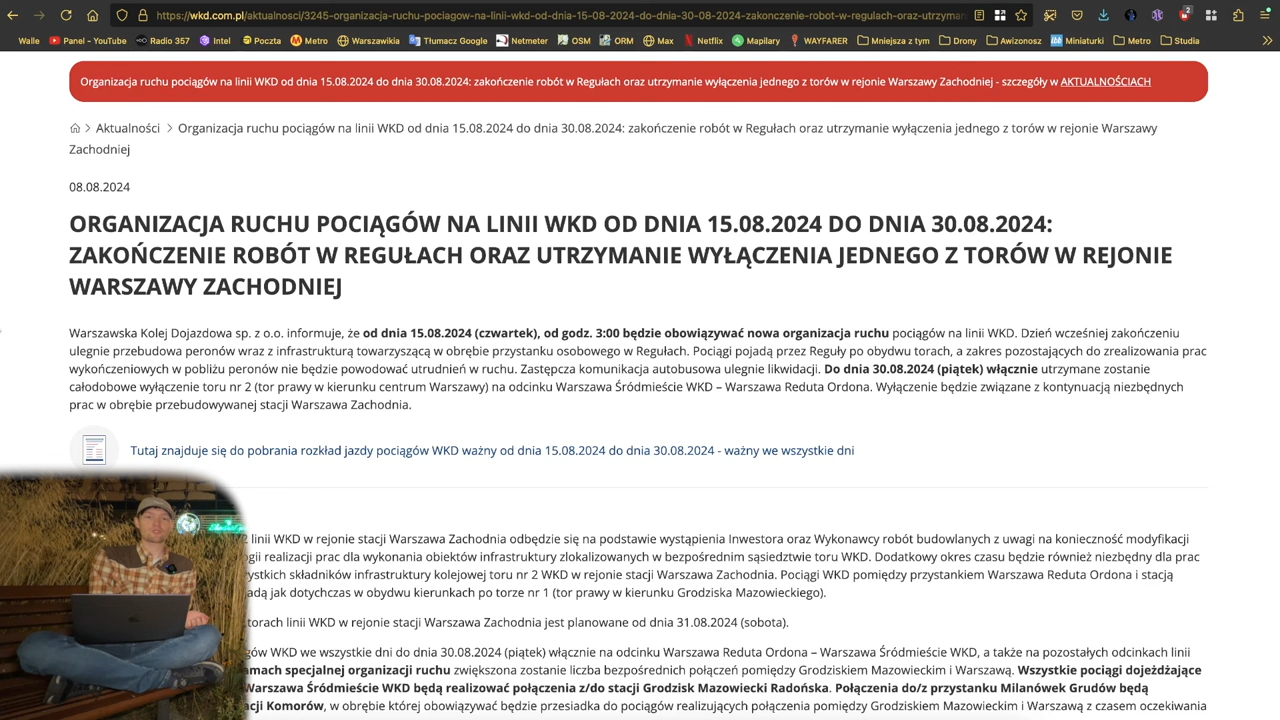 https://wkd.com.pl/aktualnosci/3245-organizacja-ruchu-pociagow-na-linii-wkd-od-dnia-15-08-2024-do-dnia-30-08-2024-zakonczenie-robot-w-regulach-oraz-utrzyman
Walle Panel - YouTube Radio 357 Intel Poczta Metro Warszawikia Tłumacz Google Netmeter OSM ORM Max Netflix Mapilary WAYFARER Mniejsza z tym Drony Awizonosz Miniaturki Metro Studia
Organizacja ruchu pociągów na linii WKD od dnia 15.08.2024 do dnia 30.08.2024: zakończenie robót w Regułach oraz utrzymanie wyłączenia jednego z torów w rejonie Warszawy Zachodniej - szczegóły w AKTUALNOŚCIACH
Aktualności > Organizacja ruchu pociągów na linii WKD od dnia 15.08.2024 do dnia 30.08.2024: zakończenie robót w Regułach oraz utrzymanie wyłączenia jednego z torów w rejonie Warszawy
Zachodniej
08.08.2024
ORGANIZACJA RUCHU POCIĄGÓW NA LINII WKD OD DNIA 15.08.2024 DO DNIA 30.08.2024:
ZAKOŃCZENIE ROBÓT W REGUŁACH ORAZ UTRZYMANIE WYŁĄCZENIA JEDNEGO Z TORÓW W REJONIE
WARSZAWY ZACHODNIEJ
Warszawska Kolej Dojazdowa sp. z o.o. informuje, że od dnia 15.08.2024 (czwartek), od godz. 3:00 będzie obowiązywać nowa organizacja ruchu pociągów na linii WKD. Dzień wcześniej zakończeniu
ulegnie przebudowa peronów wraz z infrastrukturą towarzyszącą w obrębie przystanku osobowego w Regułach. Pociągi pojadą przez Reguły po obydwu torach, a zakres pozostających do zrealizowania prac
wykończeniowych w pobliżu peronów nie będzie powodować utrudnień w ruchu. Zastępcza komunikacja autobusowa ulegnie likwidacji. Do dnia 30.08.2024 (piątek) włącznie utrzymane zostanie
całodobowe wyłączenie toru nr 2 (tor prawy w kierunku centrum Warszawy) na odcinku Warszawa Śródmieście WKD – Warszawa Reduta Ordona. Wyłączenie będzie związane z kontynuacją niezbędnych
prac w obrębie przebudowywanej stacji Warszawa Zachodnia.
Tutaj znajduje się do pobrania rozkład jazdy pociągów WKD ważny od dnia 15.08.2024 do dnia 30.08.2024 - ważny we wszystkie dni
2 linii WKD w rejonie stacji Warszawa Zachodnia odbędzie się na podstawie wystąpienia Inwestora oraz Wykonawcy robót budowlanych z uwagi na konieczność modyfikacji
ogii realizacji prac dla wykonania obiektów infrastruktury zlokalizowanych w bezpośrednim sąsiedztwie toru WKD. Dodatkowy okres czasu będzie również niezbędny dla prac
ystkich składników infrastruktury kolejowej toru nr 2 WKD w rejonie stacji Warszawa Zachodnia. Pociągi WKD pomiędzy przystankiem Warszawa Reduta Ordona i stacją
adą jak dotychczas w obydwu kierunkach po torze nr 1 (tor prawy w kierunku Grodziska Mazowieckiego).
torach linii WKD w rejonie stacji Warszawa Zachodnia jest planowane od dnia 31.08.2024 (sobota).
gów WKD we wszystkie dni do dnia 30.08.2024 (piątek) włącznie na odcinku Warszawa Reduta Ordona – Warszawa Śródmieście WKD, a także na pozostałych odcinkach linii
amach specjalnej organizacji ruchu zwiększona zostanie liczba bezpośrednich połączeń pomiędzy Grodziskiem Mazowieckim i Warszawą. Wszystkie pociągi dojeżdżające
Warszawa Śródmieście WKD będą realizować połączenia z/do stacji Grodzisk Mazowiecki Radońska. Połączenia do/z przystanku Milanówek Grudów będą
acji Komorów, w obrębie której obowiązywać będzie przesiadka do pociągów realizujących połączenia pomiędzy Grodziskiem Mazowieckim i Warszawą z czasem oczekiwania